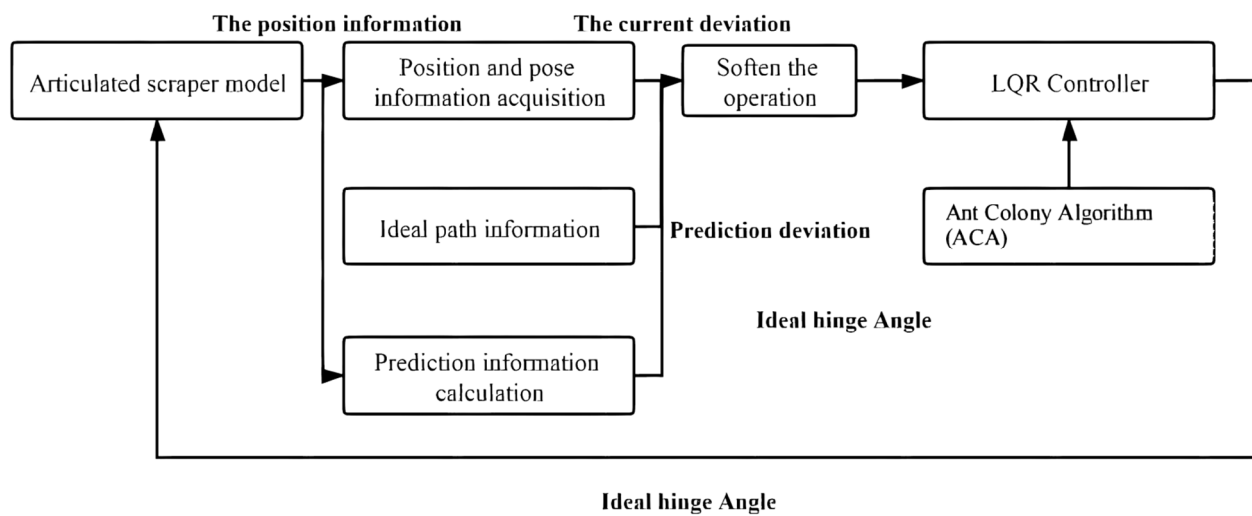 The position information
The current deviation
Articulated scraper model
Position and pose
information acquisition
Soften the
operation
LQR Controller
Ideal path information
Prediction deviation
Ant Colony Algorithm
(ACA)
Ideal hinge Angle
Prediction information
calculation
Ideal hinge Angle